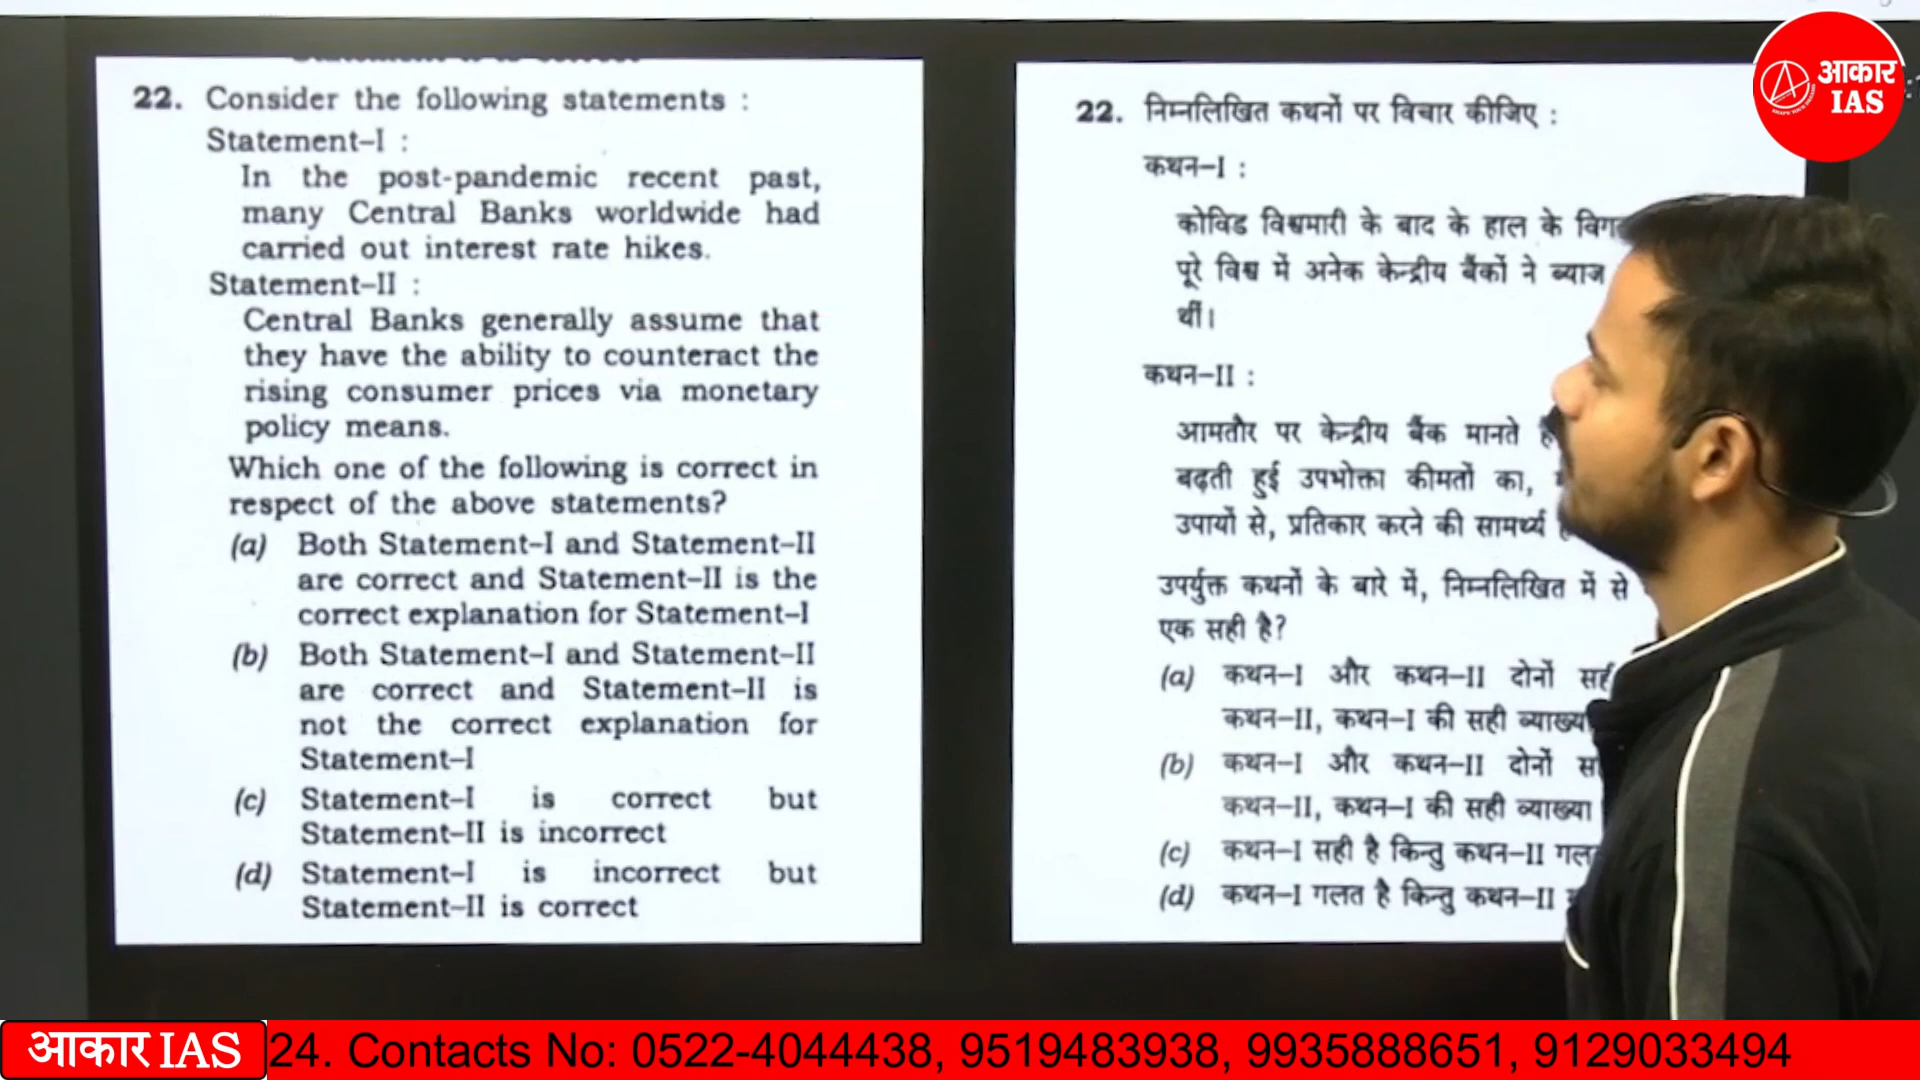 22. Consider the following statements :
Statement–I :
In the post-pandemic recent past,
many Central Banks worldwide had
carried out interest rate hikes.
Statement–II :
Central Banks generally assume that
they have the ability to counteract the
rising consumer prices via monetary
policy means.
Which one of the following is correct in
respect of the above statements?
(a) Both Statement–I and Statement–II
are correct and Statement–II is the
correct explanation for Statement–I
(b) Both Statement–I and Statement–II
are correct and Statement–II is
not the correct explanation for
Statement–I
(c) Statement–I is correct but
Statement–II is incorrect
(d) Statement–I is incorrect but
Statement–II is correct
22. निम्नलिखित कथनों पर विचार कीजिए :
कथन–I :
कोविड विश्वमारी के बाद के हाल के
पूरे विश्व में अनेक केन्द्रीय बैंकों ने ब्याज
थीं।
कथन–II :
आमतौर पर केन्द्रीय बैंक मानते
बढ़ती हुई उपभोक्ता कीमतों का,
उपायों से, प्रतिकार करने की सामर्थ्य
उपर्युक्त कथनों के बारे में, निम्नलिखित में से
एक सही है?
(a) कथन–I और कथन–II दोनों
कथन–II, कथन–I की सही
(b) कथन–I और कथन–II दोनों
कथन–II, कथन–I की सही व्याख्या
(c) कथन–I सही है किन्तु कथन–II
(d) कथन–I गलत है किन्तु कथन–II
आकार
IAS
आकार IAS
24. Contacts No: 0522-4044438, 9519483938, 9935888651, 9129033494